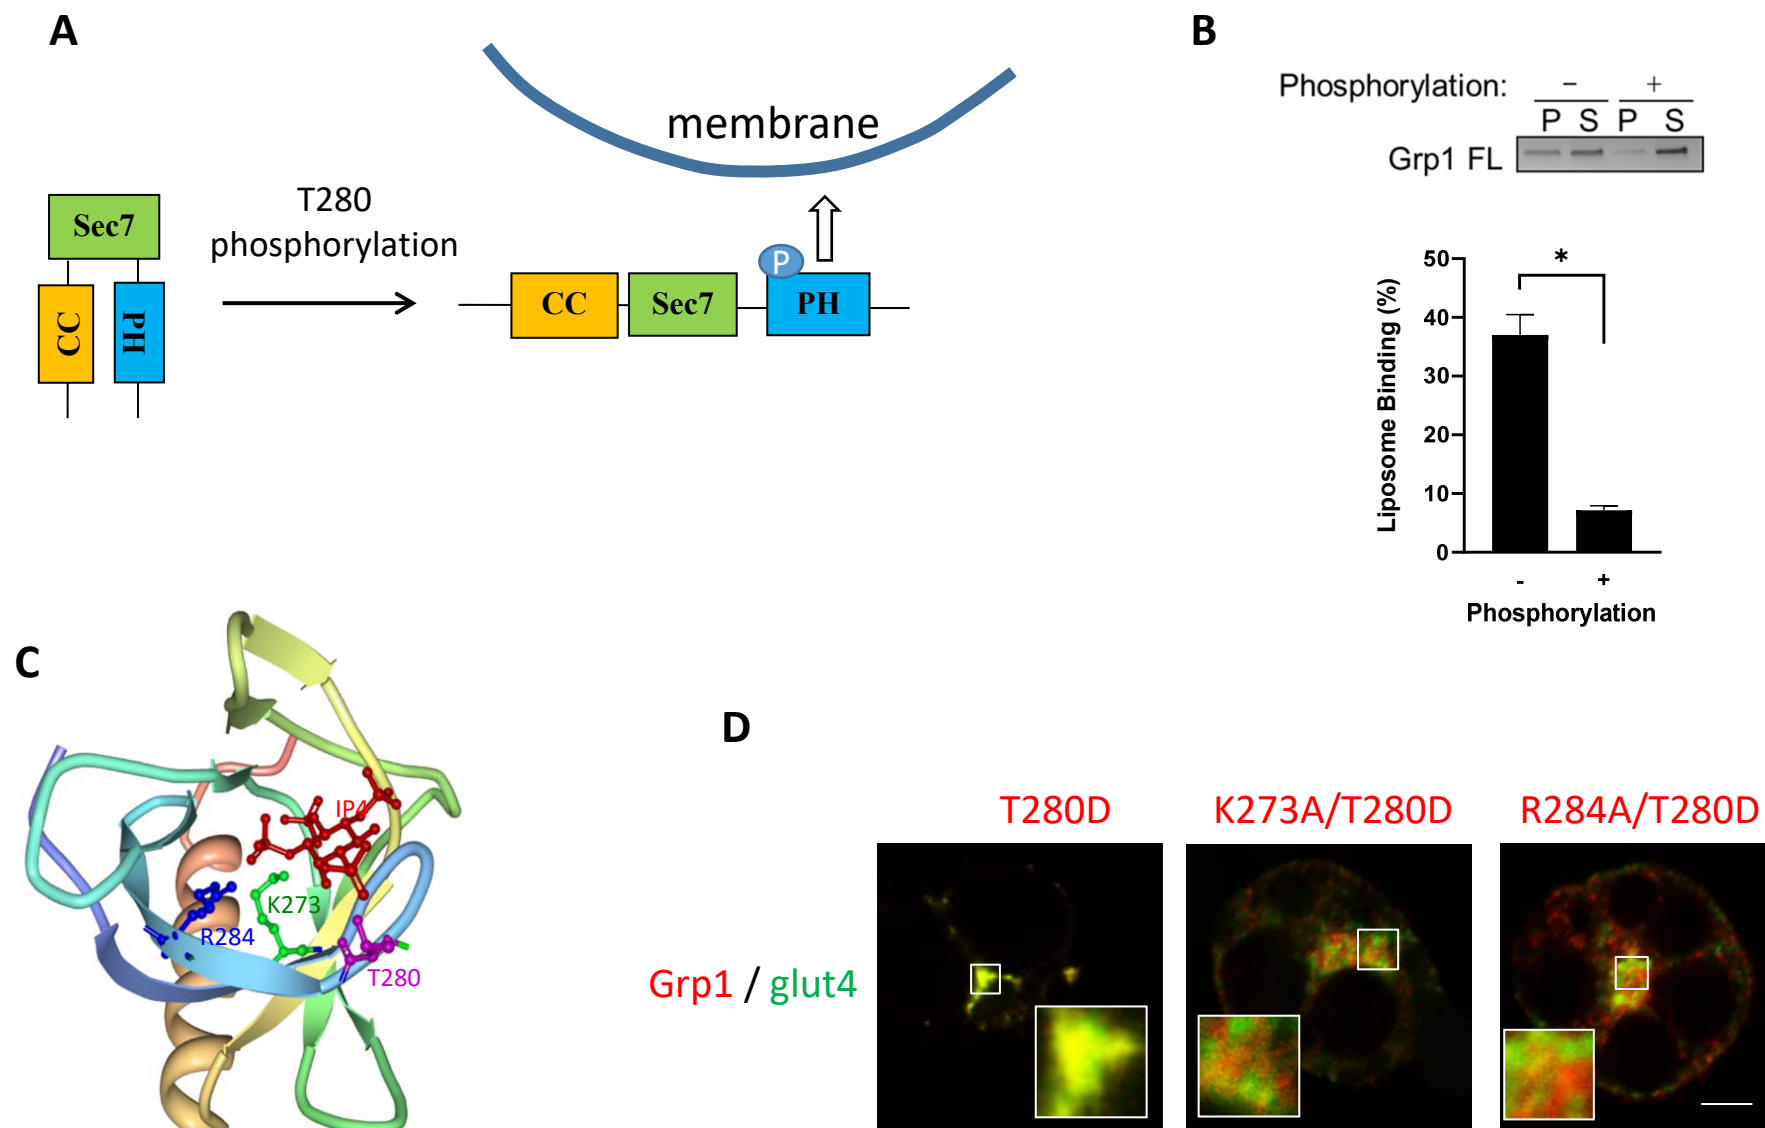 A
membrane
Sec7
CC
PH
T280
phosphorylation
P
CC
Sec7
PH
B
Phosphorylation:
− +
P S P S
Grp1 FL
50
40
30
20
10
0
*
Liposome Binding (%)
- +
Phosphorylation
C
IP4
K273
R284
T280
D
T280D
K273A/T280D
R284A/T280D
Grp1 / glut4